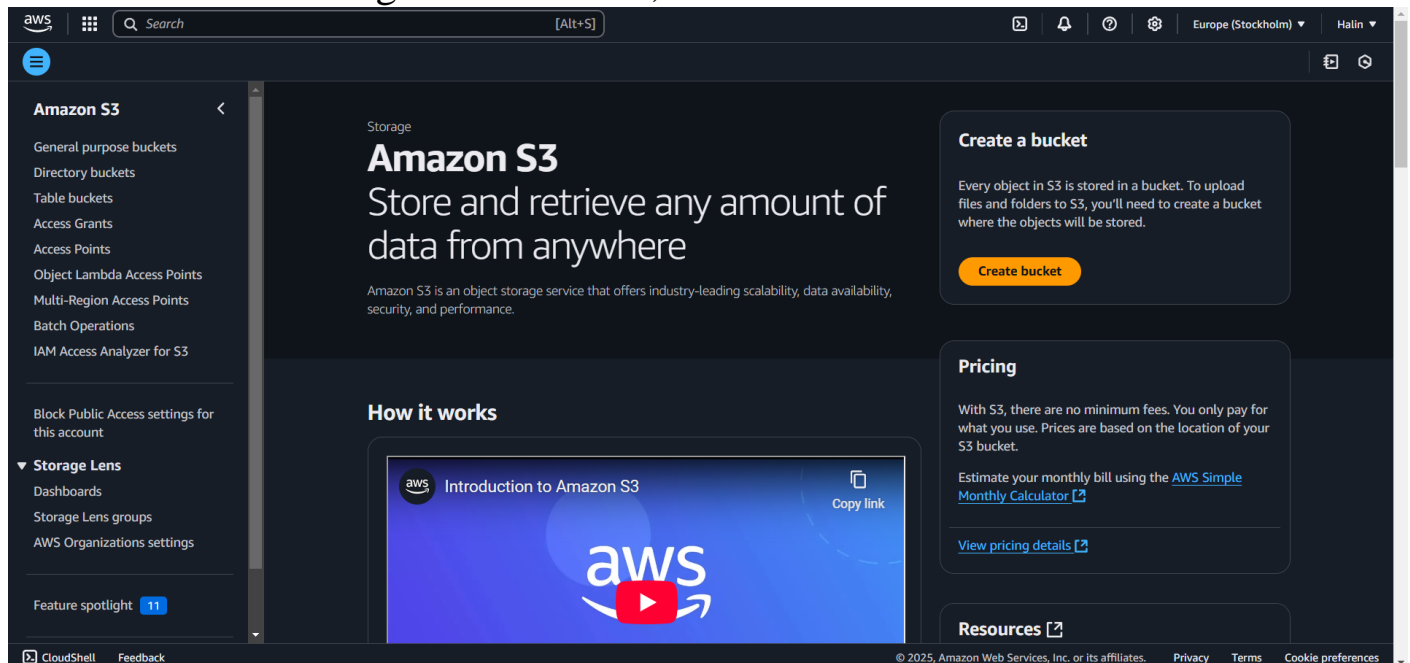 aws
Search
[Alt+S]
Europe (Stockholm)
Halin
Amazon S3
General purpose buckets
Directory buckets
Table buckets
Access Grants
Access Points
Object Lambda Access Points
Multi-Region Access Points
Batch Operations
IAM Access Analyzer for S3
Block Public Access settings for
this account
Storage Lens
Dashboards
Storage Lens groups
AWS Organizations settings
Feature spotlight 11
Storage
Amazon S3
Store and retrieve any amount of
data from anywhere
Amazon S3 is an object storage service that offers industry-leading scalability, data availability,
security, and performance.
How it works
aws
Introduction to Amazon S3
Copy link
aws
Create a bucket
Every object in S3 is stored in a bucket. To upload
files and folders to S3, you'll need to create a bucket
where the objects will be stored.
Create bucket
Pricing
With S3, there are no minimum fees. You only pay for
what you use. Prices are based on the location of your
S3 bucket.
Estimate your monthly bill using the AWS Simple
Monthly Calculator
View pricing details
Resources
CloudShell
Feedback
© 2025, Amazon Web Services, Inc. or its affiliates.
Privacy
Terms
Cookie preferences